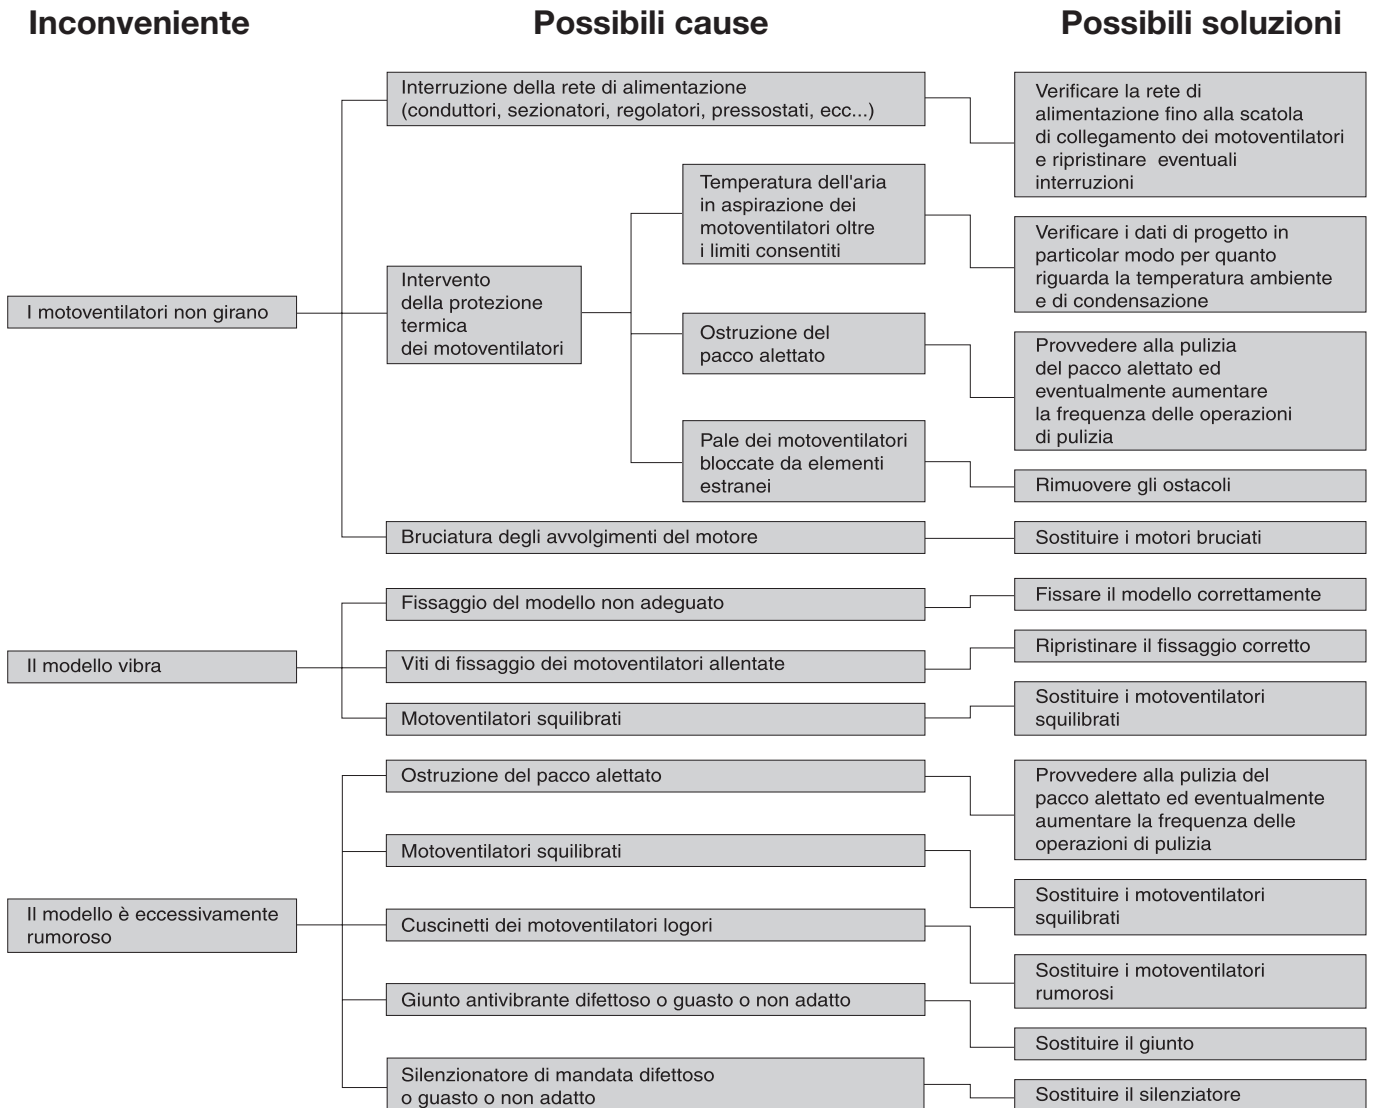 Inconveniente
Possibili cause
Possibili soluzioni
I motoventilatori non girano
Interruzione della rete di alimentazione
(conduttori, sezionatori, regolatori, pressostati, ecc...)
Verificare la rete di
alimentazione fino alla scatola
di collegamento dei motoventilatori
e ripristinare eventuali
interruzioni
Intervento
della protezione
termica
dei motoventilatori
Temperatura dell'aria
in aspirazione dei
motoventilatori oltre
i limiti consentiti
Verificare i dati di progetto in
particolar modo per quanto
riguarda la temperatura ambiente
e di condensazione
Ostruzione del
pacco alettato
Provvedere alla pulizia
del pacco alettato ed
eventualmente aumentare
la frequenza delle operazioni
di pulizia
Pale dei motoventilatori
bloccate da elementi
estranei
Rimuovere gli ostacoli
Bruciatura degli avvolgimenti del motore
Sostituire i motori bruciati
Il modello vibra
Fissaggio del modello non adeguato
Fissare il modello correttamente
Viti di fissaggio dei motoventilatori allentate
Ripristinare il fissaggio corretto
Motoventilatori squilibrati
Sostituire i motoventilatori
squilibrati
Il modello è eccessivamente
rumoroso
Ostruzione del pacco alettato
Provvedere alla pulizia del
pacco alettato ed eventualmente
aumentare la frequenza delle
operazioni di pulizia
Motoventilatori squilibrati
Sostituire i motoventilatori
squilibrati
Cuscinetti dei motoventilatori logori
Sostituire i motoventilatori
rumorosi
Giunto antivibrante difettoso o guasto o non adatto
Sostituire il giunto
Silenzionatore di mandata difettoso
o guasto o non adatto
Sostituire il silenziatore